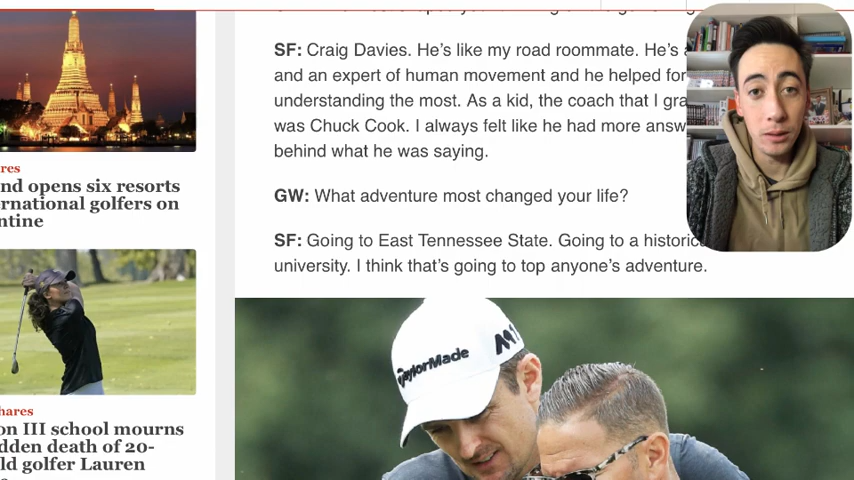 SF: Craig Davies. He's like my road roommate. He's
and an expert of human movement and he helped for
understanding the most. As a kid, the coach that I
was Chuck Cook. I always felt like he had more
behind what he was saying.
GW: What adventure most changed your life?
SF: Going to East Tennessee State. Going to a
university. I think that's going to top anyone's adventure.
res
nd opens six resorts
rnational golfers on
ntine
hares
on III school mourns
dden death of 20-
ld golfer Lauren
TaylorMade
M1